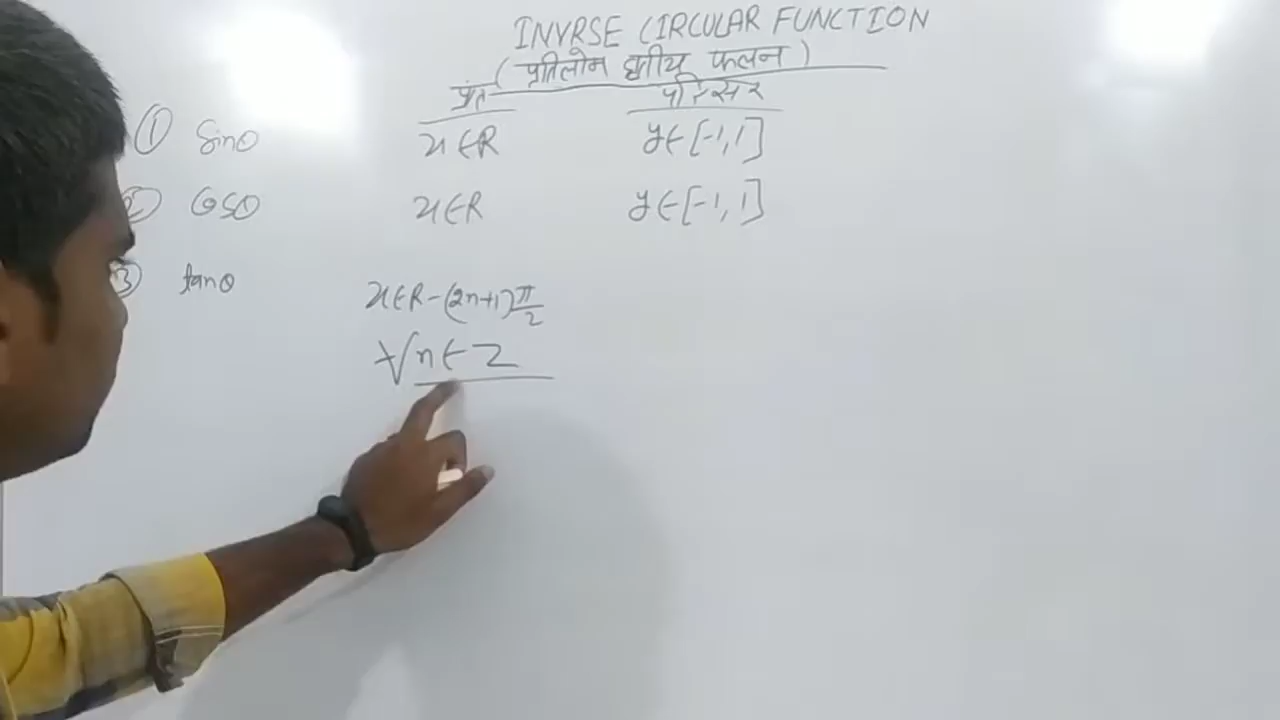 INVRSE CIRCULAR FUNCTION
(प्रतिलोम वृत्तीय फलन)
प्रांत परिसर
① Sinθ x∈R y∈[-1,1]
② Cosθ x∈R y∈[-1,1]
③ tanθ x∈R-(2n+1)π/2
∀ n∈Z